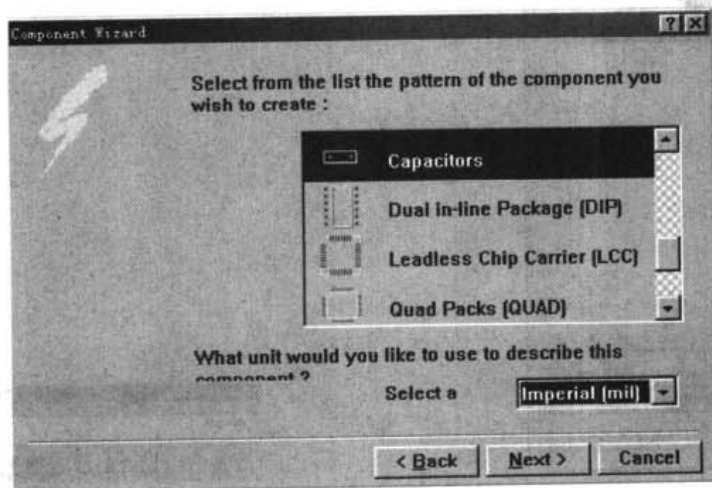 Component Wizard
Select from the list the pattern of the component you
wish to create :
Capacitors
Dual in-line Package (DIP)
Leadless Chip Carrier (LCC)
Quad Packs (QUAD)
What unit would you like to use to describe this
component ?
Select a
Imperial (mil)
< Back
Next >
Cancel